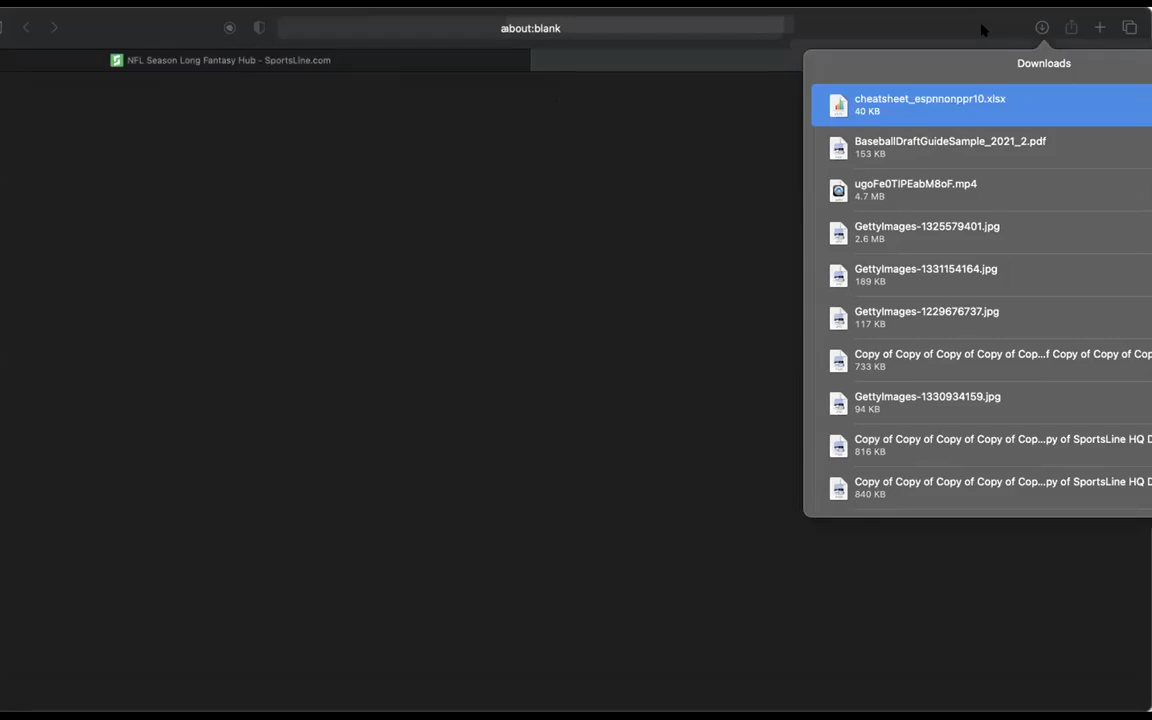 about:blank
NFL Season Long Fantasy Hub - SportsLine.com
Downloads
cheatsheet_espnnonppr10.xlsx
40 KB
BaseballDraftGuideSample_2021_2.pdf
153 KB
ugoFe0TlPEabM8oF.mp4
4.7 MB
GettyImages-1325579401.jpg
2.6 MB
GettyImages-1331154164.jpg
189 KB
GettyImages-1229676737.jpg
117 KB
Copy of Copy of Copy of Copy of Cop...f Copy of Copy of Cop
733 KB
GettyImages-1330934159.jpg
94 KB
Copy of Copy of Copy of Copy of Cop...py of SportsLine HQ D
816 KB
Copy of Copy of Copy of Copy of Cop...py of SportsLine HQ D
840 KB